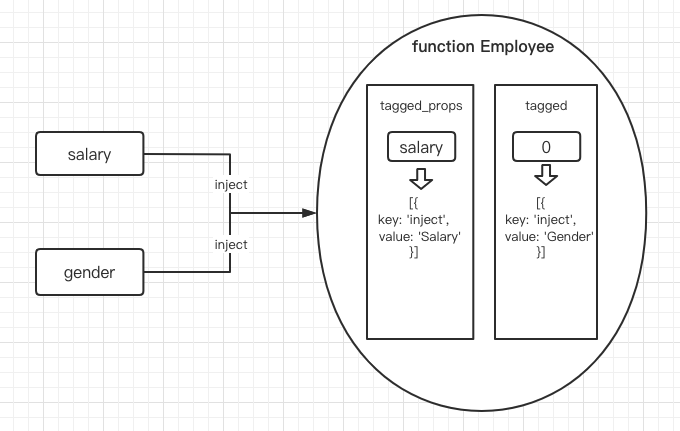 function Employee
tagged_props
tagged
salary
0
salary
inject
[{
key: 'inject',
value: 'Salary'
}]
[{
key: 'inject',
value: 'Gender'
}]
inject
gender